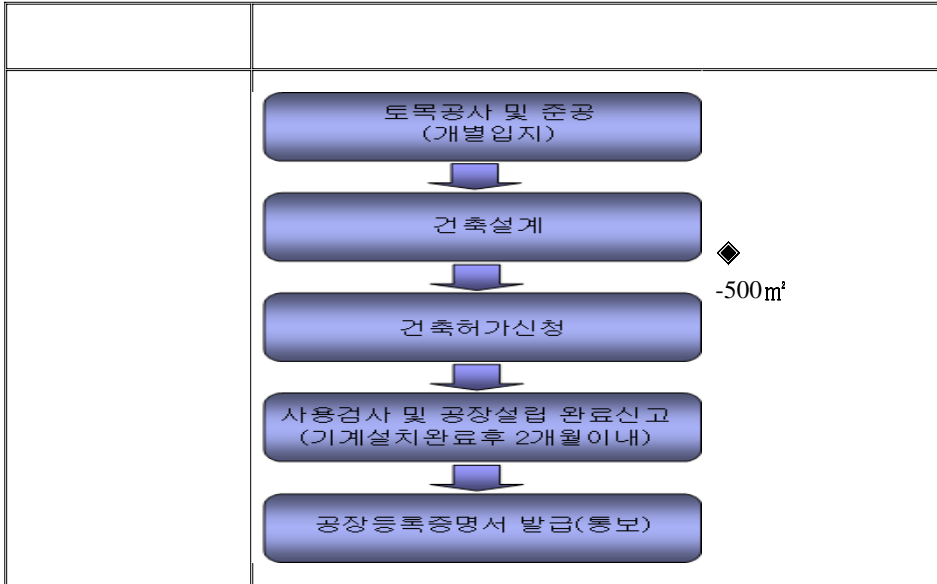 토목공사 및 준공
(개별입지)
건축설계
◈
-500㎡
건축허가신청
사용검사 및 공장설립 완료신고
(기계설치완료후 2개월이내)
공장등록증명서 발급(통보)